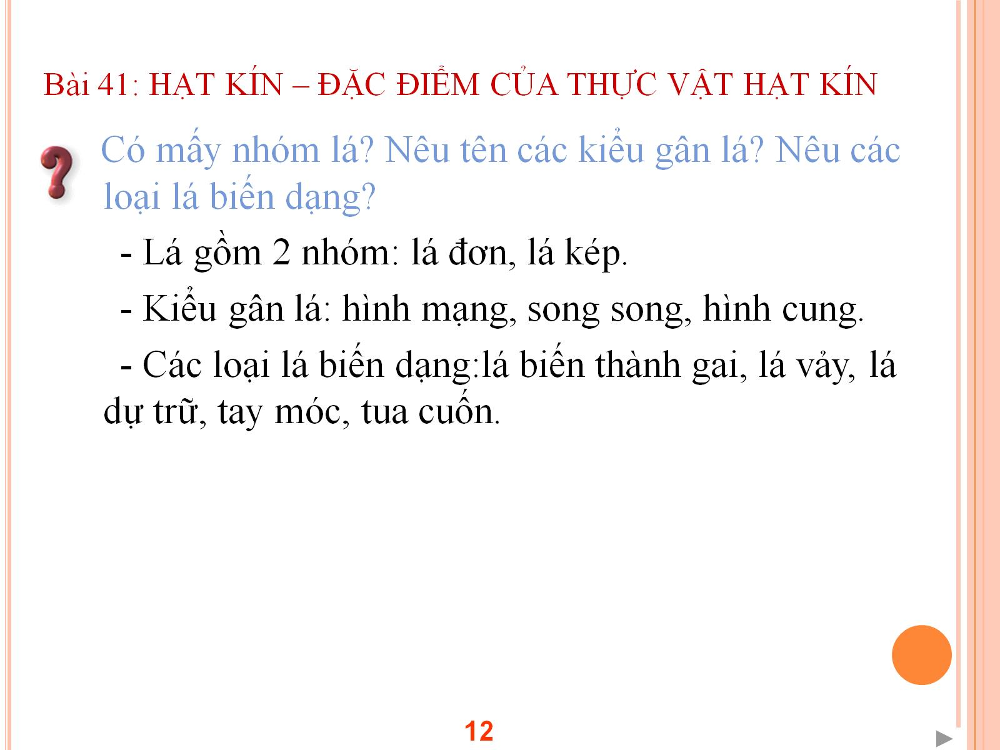 Bài 41: HẠT KÍN – ĐẶC ĐIỂM CỦA THỰC VẬT HẠT KÍN
Có mấy nhóm lá? Nêu tên các kiểu gân lá? Nêu các
loại lá biến dạng?
- Lá gồm 2 nhóm: lá đơn, lá kép.
- Kiểu gân lá: hình mạng, song song, hình cung.
- Các loại lá biến dạng:lá biến thành gai, lá vảy, lá
dự trữ, tay móc, tua cuốn.
12